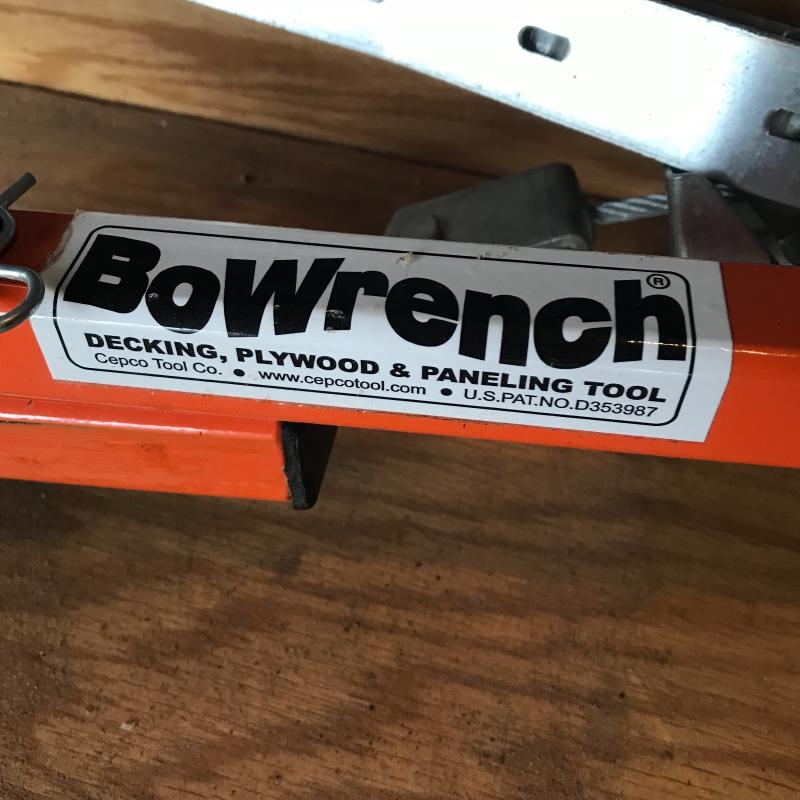 BoWrench®
DECKING, PLYWOOD & PANELING TOOL
Cepco Tool Co. • www.cepcotool.com • U.S.PAT.NO.D353987